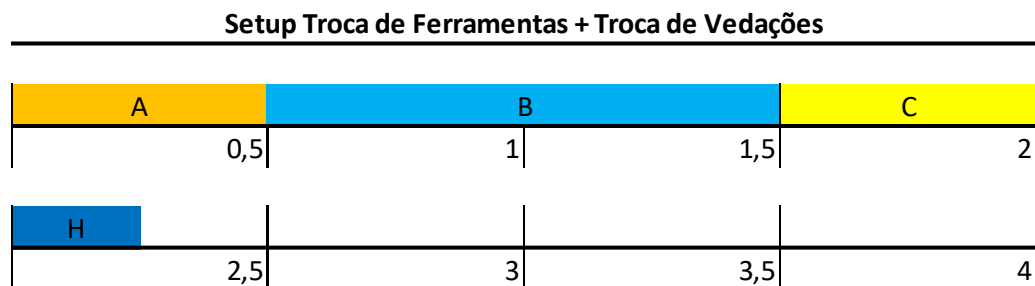 Setup Troca de Ferramentas + Troca de Vedações
A B C
0,5 1 1,5 2
H
2,5 3 3,5 4